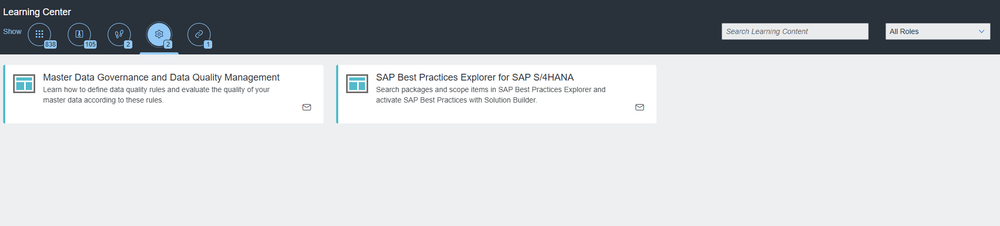 Learning Center
Show
838
105
2
2
1
Search Learning Content
All Roles
Master Data Governance and Data Quality Management
Learn how to define data quality rules and evaluate the quality of your
master data according to these rules.
SAP Best Practices Explorer for SAP S/4HANA
Search packages and scope items in SAP Best Practices Explorer and
activate SAP Best Practices with Solution Builder.